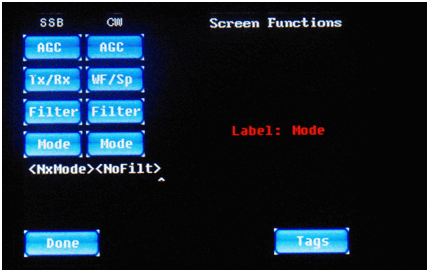 SSB CW Screen Functions
AGC AGC
Tx/Rx WF/Sp
Filter Filter
Label: Mode
Mode Mode
<NxMode><NoFilt>
^
Done Tags